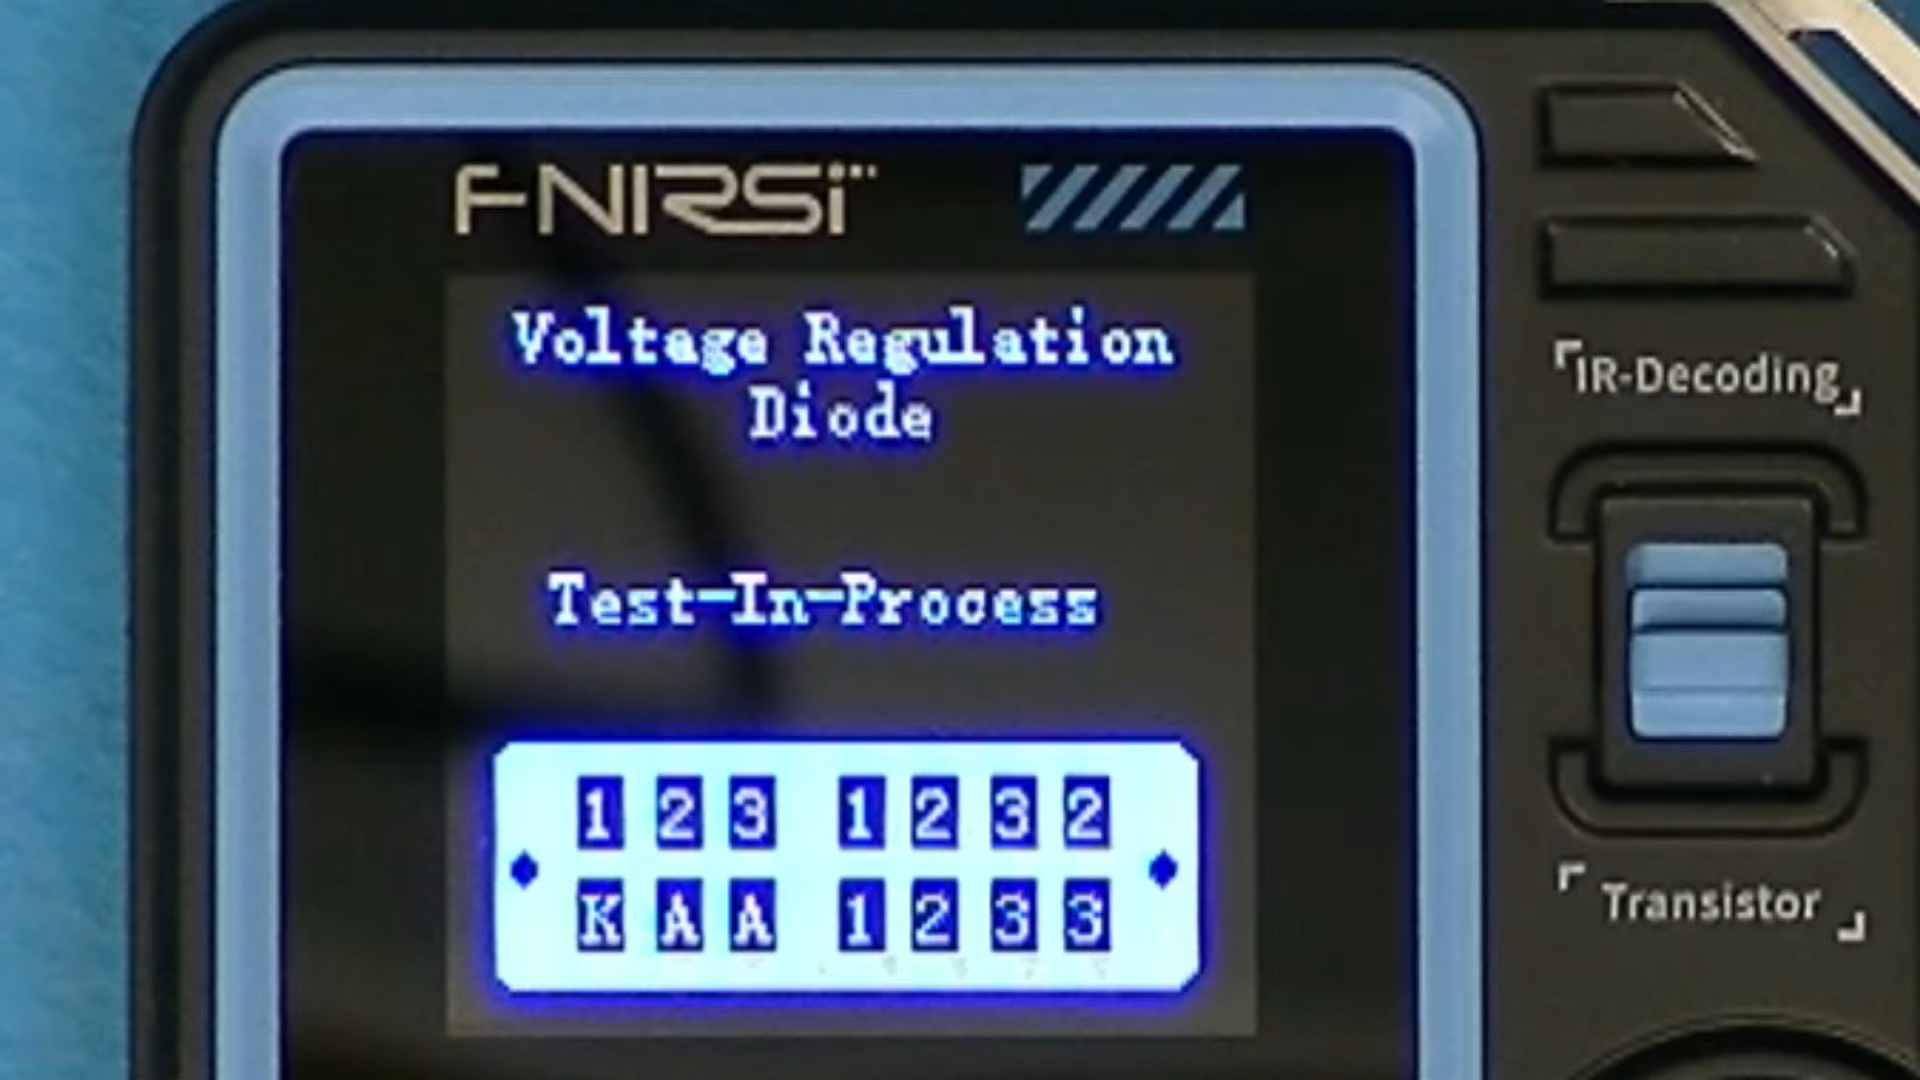 FNIRSI
Voltage Regulation
Diode
Test-In-Process
1 2 3 1 2 3 2
K A A 1 2 3 3
IR-Decoding
Transistor